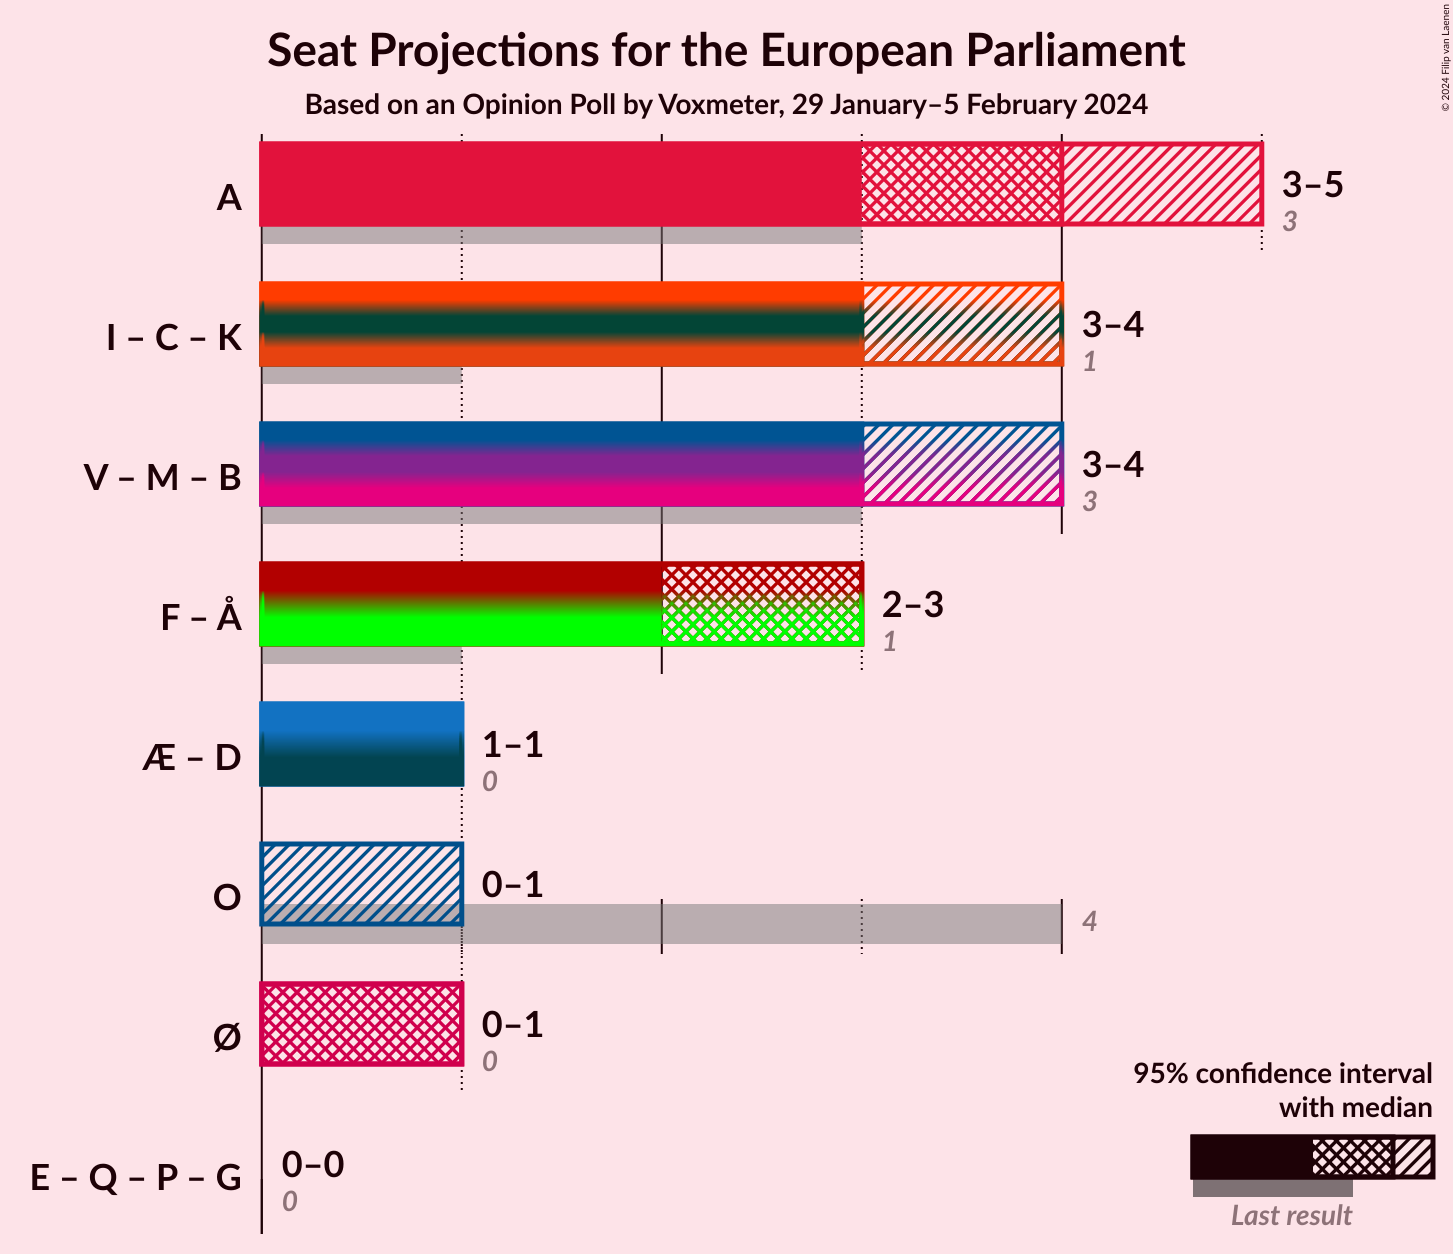 Seat Projections for the European Parliament
Based on an Opinion Poll by Voxmeter, 29 January–5 February 2024
© 2024 Filip van Laenen
A
3–5
3
I – C – K
3–4
1
V – M – B
3–4
3
F – Å
2–3
1
Æ – D
1–1
0
O
0–1
4
Ø
0–1
0
E – Q – P – G
0–0
0
95% confidence interval
with median
Last result